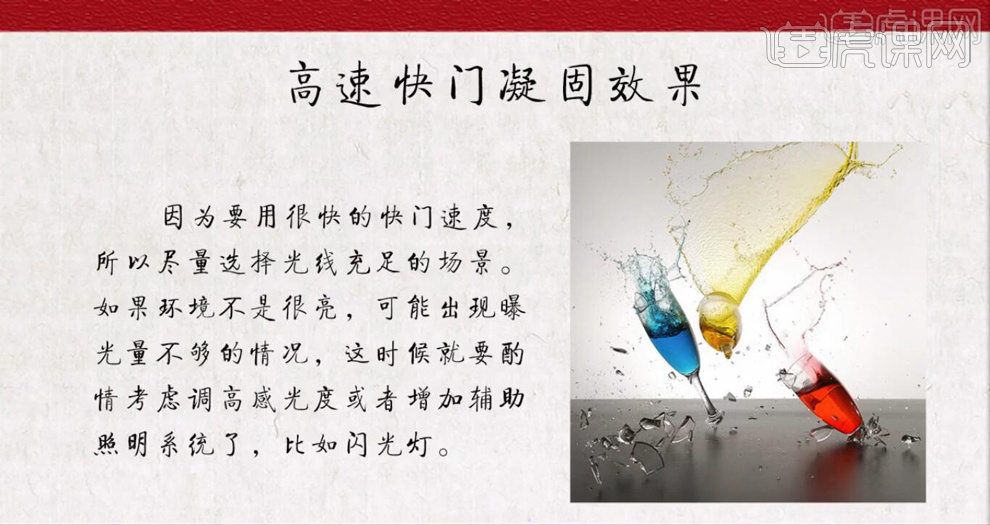 虎课网
高速快门凝固效果
因为要用很快的快门速度，
所以尽量选择光线充足的场景。
如果环境不是很亮，可能出现曝
光量不够的情况，这时候就要酌
情考虑调高感光度或者增加辅助
照明系统了，比如闪光灯。